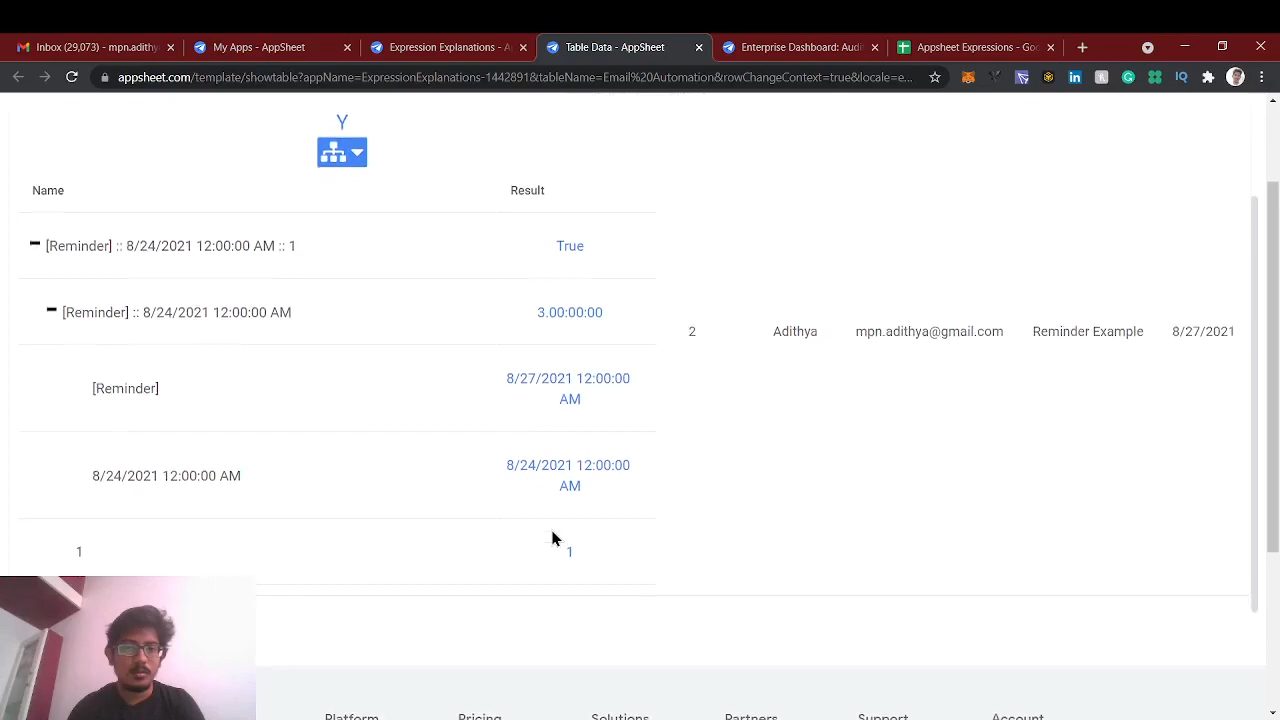 Inbox (29,073) - mpn.adithy
My Apps - AppSheet
Expression Explanations - A
Table Data - AppSheet
Enterprise Dashboard: Audi
Appsheet Expressions - Goo
appsheet.com/template/showtable?appName=ExpressionExplanations-1442891&tableName=Email%20Automation&rowChangeContext=true&locale=e...
Y
Name Result
[Reminder] :: 8/24/2021 12:00:00 AM :: 1 True
[Reminder] :: 8/24/2021 12:00:00 AM 3.00:00:00
2 Adithya mpn.adithya@gmail.com Reminder Example 8/27/2021
[Reminder] 8/27/2021 12:00:00
AM
8/24/2021 12:00:00 AM 8/24/2021 12:00:00
AM
1 1
Platform Pricing Solutions Partners Support Account